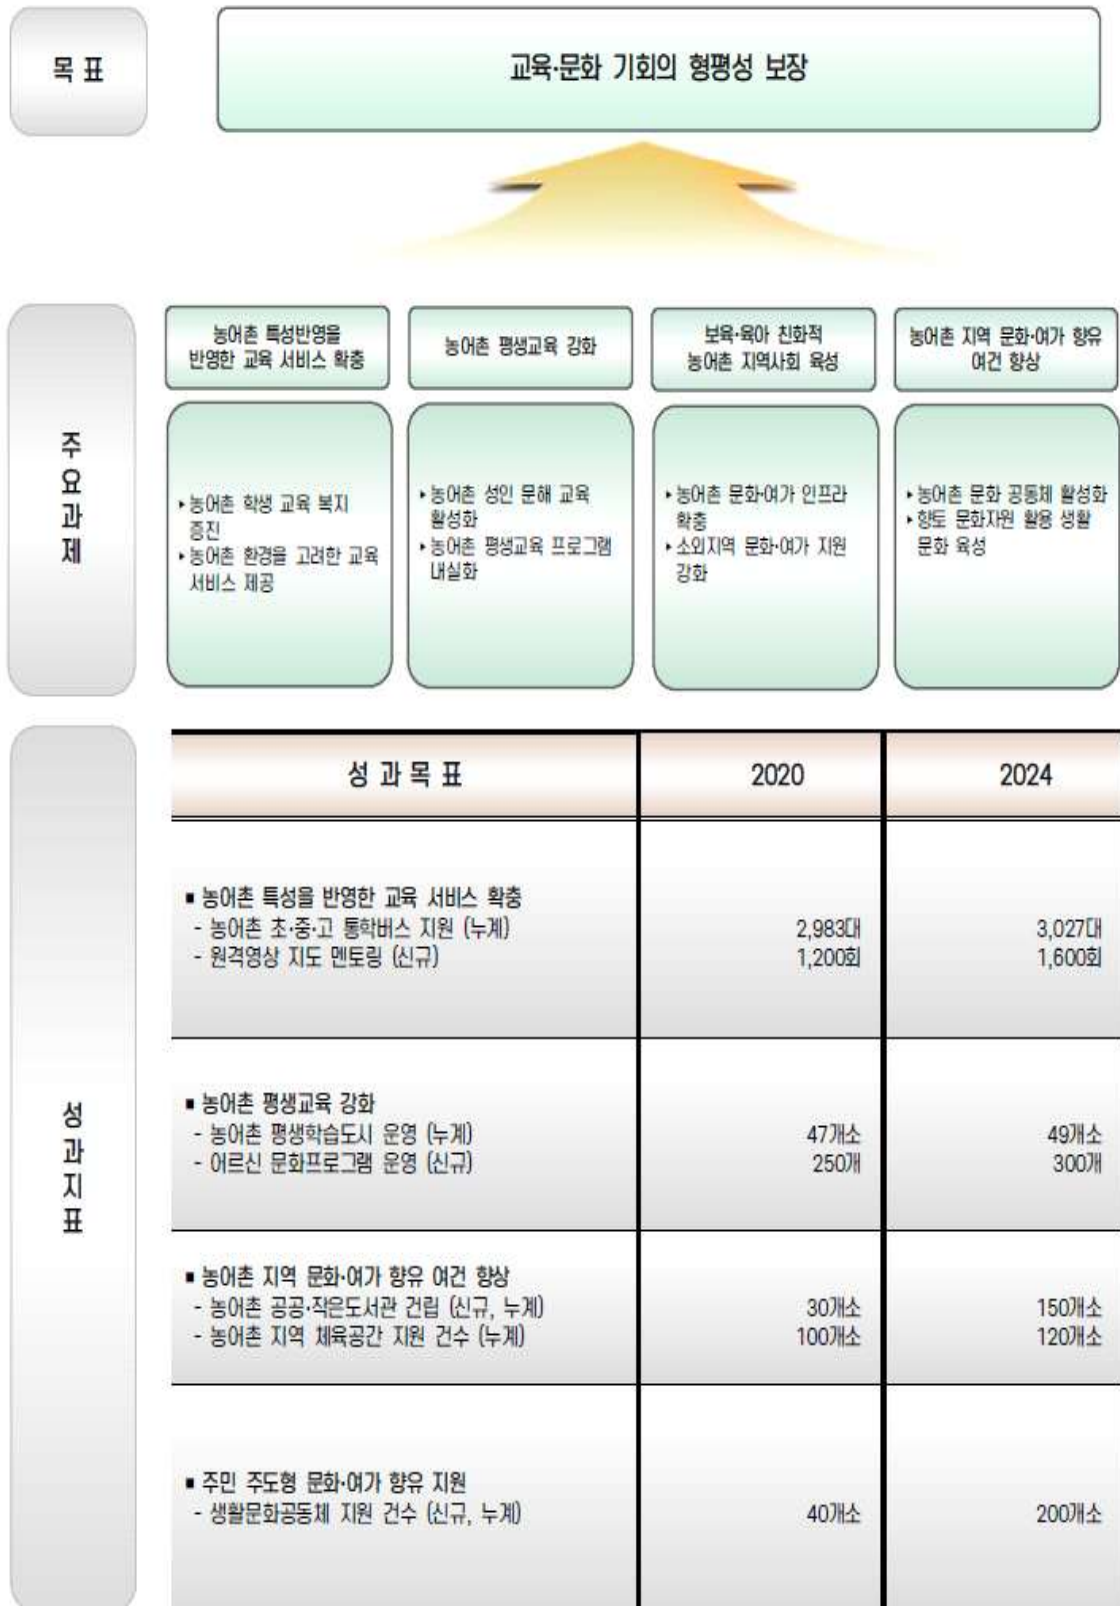 목 표
교육·문화 기회의 형평성 보장
주요과제
농어촌 특성반영을
반영한 교육 서비스 확충
▸농어촌 학생 교육 복지
증진
▸농어촌 환경을 고려한 교육
서비스 제공
농어촌 평생교육 강화
▸농어촌 성인 문해 교육
활성화
▸농어촌 평생교육 프로그램
내실화
보육·육아 친화적
농어촌 지역사회 육성
▸농어촌 문화·여가 인프라
확충
▸소외지역 문화·여가 지원
강화
농어촌 지역 문화·여가 향유
여건 향상
▸농어촌 문화 공동체 활성화
▸향토 문화자원 활용 생활
문화 육성
성과지표
성 과 목 표 2020 2024
■ 농어촌 특성을 반영한 교육 서비스 확충
- 농어촌 초·중·고 통학버스 지원 (누계) 2,983대 3,027대
- 원격영상 지도 멘토링 (신규) 1,200회 1,600회
■ 농어촌 평생교육 강화
- 농어촌 평생학습도시 운영 (누계) 47개소 49개소
- 어르신 문화프로그램 운영 (신규) 250개 300개
■ 농어촌 지역 문화·여가 향유 여건 향상
- 농어촌 공공·작은도서관 건립 (신규, 누계) 30개소 150개소
- 농어촌 지역 체육공간 지원 건수 (누계) 100개소 120개소
■ 주민 주도형 문화·여가 향유 지원
- 생활문화공동체 지원 건수 (신규, 누계) 40개소 200개소